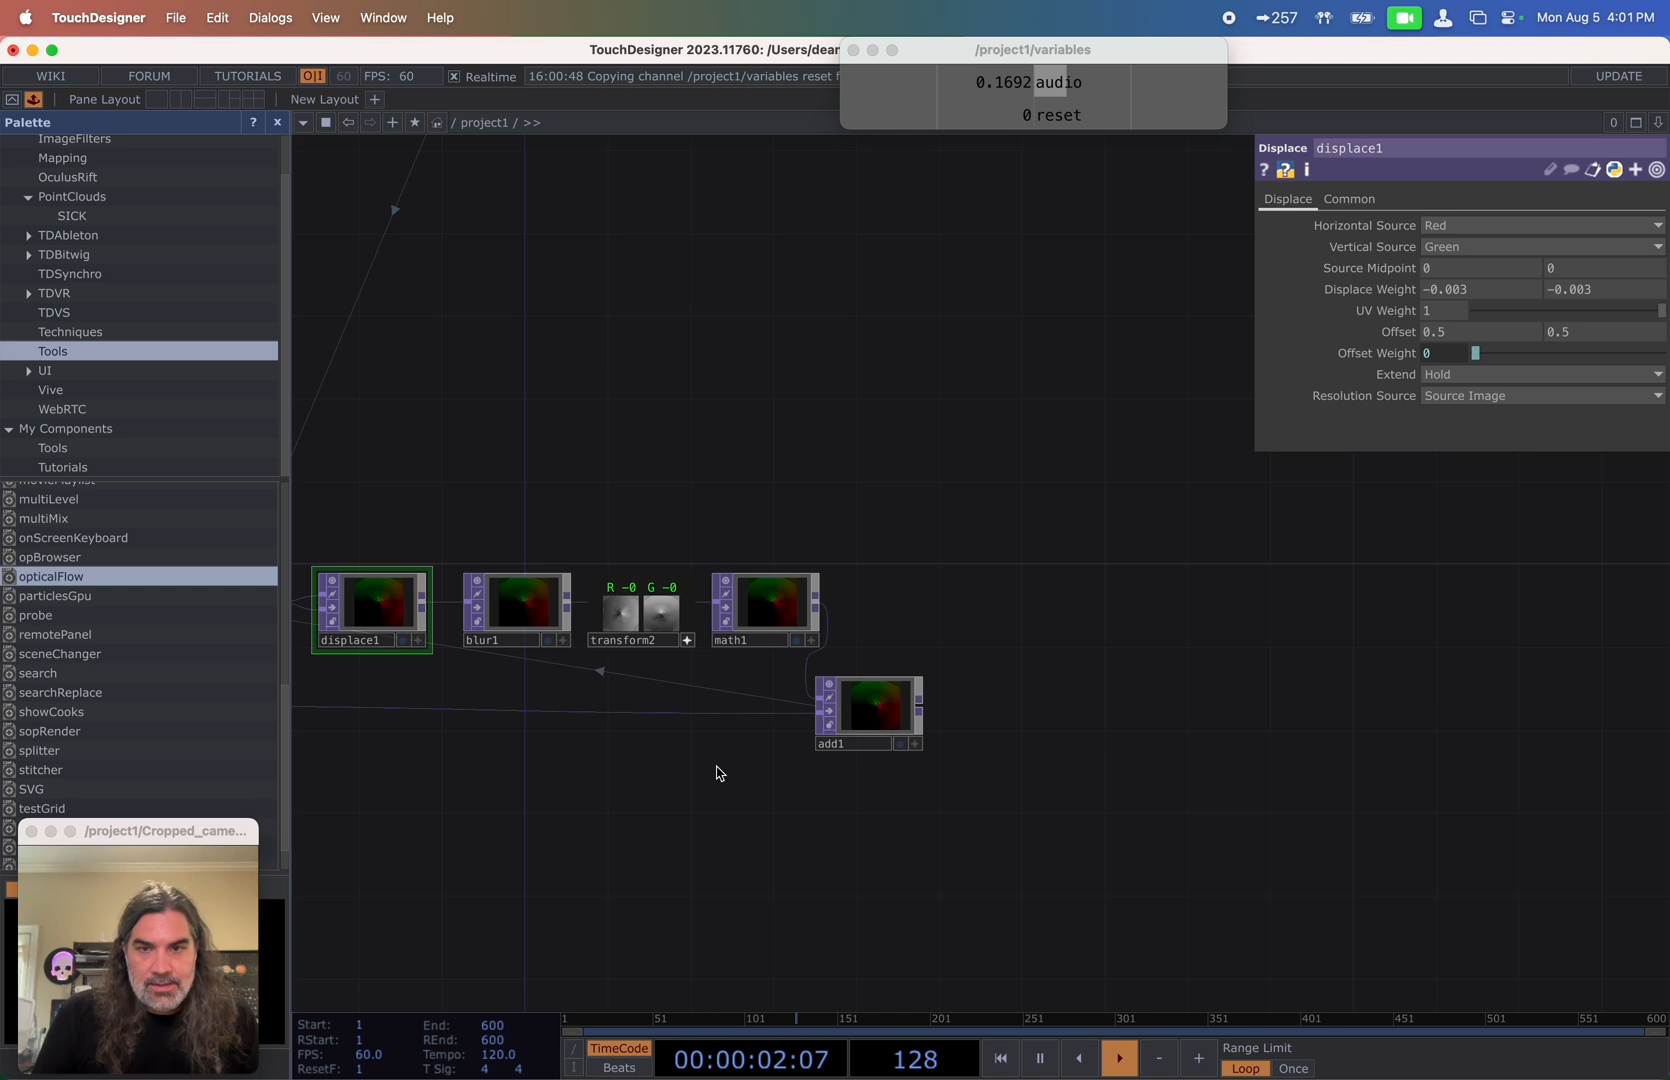 TouchDesigner File Edit Dialogs View Window Help
→257 Mon Aug 5 4:01 PM
TouchDesigner 2023.11760: /Users/dear
/project1/variables
WIKI FORUM TUTORIALS O|I 60 FPS: 60 Realtime 16:00:48 Copying channel /project1/variables reset f
UPDATE
0.1692 audio
0 reset
Pane Layout New Layout +
Palette ? x
/ project1 / >>
0
ImageFilters
Mapping
OculusRift
PointClouds
SICK
TDAbleton
TDBitwig
TDSynchro
TDVR
TDVS
Techniques
Tools
UI
Vive
WebRTC
My Components
Tools
Tutorials
moviePlaylist
multiLevel
multiMix
onScreenKeyboard
opBrowser
opticalFlow
particlesGpu
probe
remotePanel
sceneChanger
search
searchReplace
showCooks
sopRender
splitter
stitcher
SVG
testGrid
/project1/Cropped_came...
Displace displace1
Displace Common
Horizontal Source Red
Vertical Source Green
Source Midpoint 0 0
Displace Weight -0.003 -0.003
UV Weight 1
Offset 0.5 0.5
Offset Weight 0
Extend Hold
Resolution Source Source Image
R -0 G -0
displace1
blur1
transform2
math1
add1
Start: 1 End: 600
RStart: 1 REnd: 600
FPS: 60.0 Tempo: 120.0
ResetF: 1 T Sig: 4 4
1 51 101 151 201 251 301 351 401 451 501 551 600
TimeCode
Beats
00:00:02:07
128
Range Limit
Loop Once